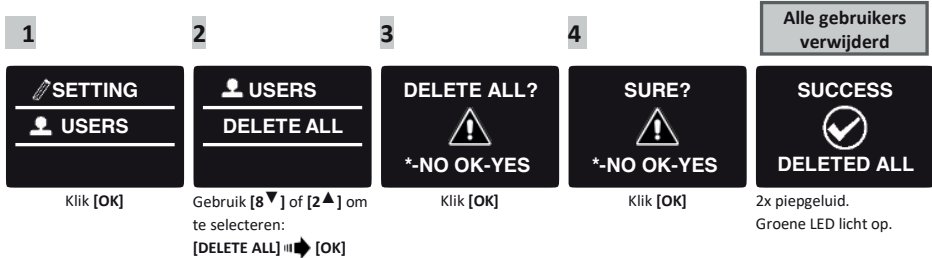 1
SETTING
USERS
Klik [OK]
2
USERS
DELETE ALL
Gebruik [8▼] of [2▲] om
te selecteren:
[DELETE ALL] ➡ [OK]
3
DELETE ALL?
*-NO OK-YES
Klik [OK]
4
SURE?
*-NO OK-YES
Klik [OK]
Alle gebruikers
verwijderd
SUCCESS
DELETED ALL
2x piepgeluid.
Groene LED licht op.